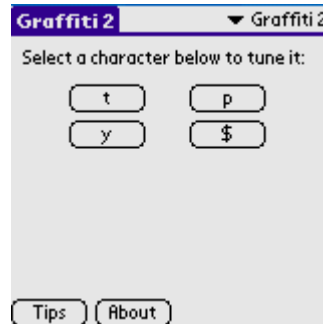 Graffiti 2 Graffiti 2
Select a character below to tune it:
t p
y $
Tips About